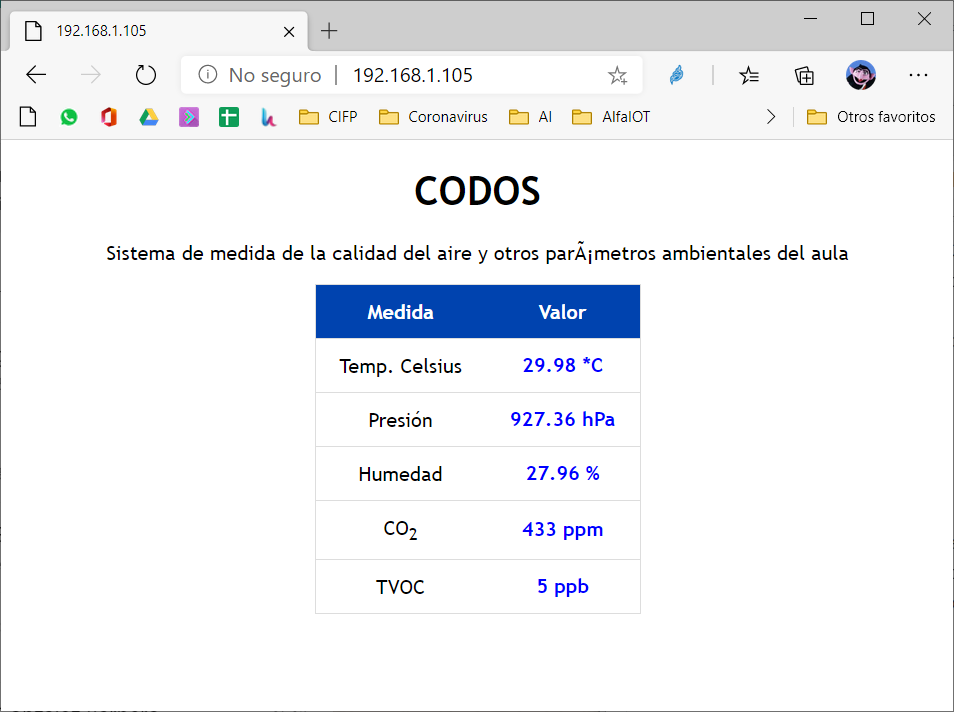 192.168.1.105
No seguro | 192.168.1.105
CIFP Coronavirus AI AlfaIOT Otros favoritos
CODOS
Sistema de medida de la calidad del aire y otros parÃ¡metros ambientales del aula
Medida Valor
Temp. Celsius 29.98 *C
Presión 927.36 hPa
Humedad 27.96 %
CO2 433 ppm
TVOC 5 ppb